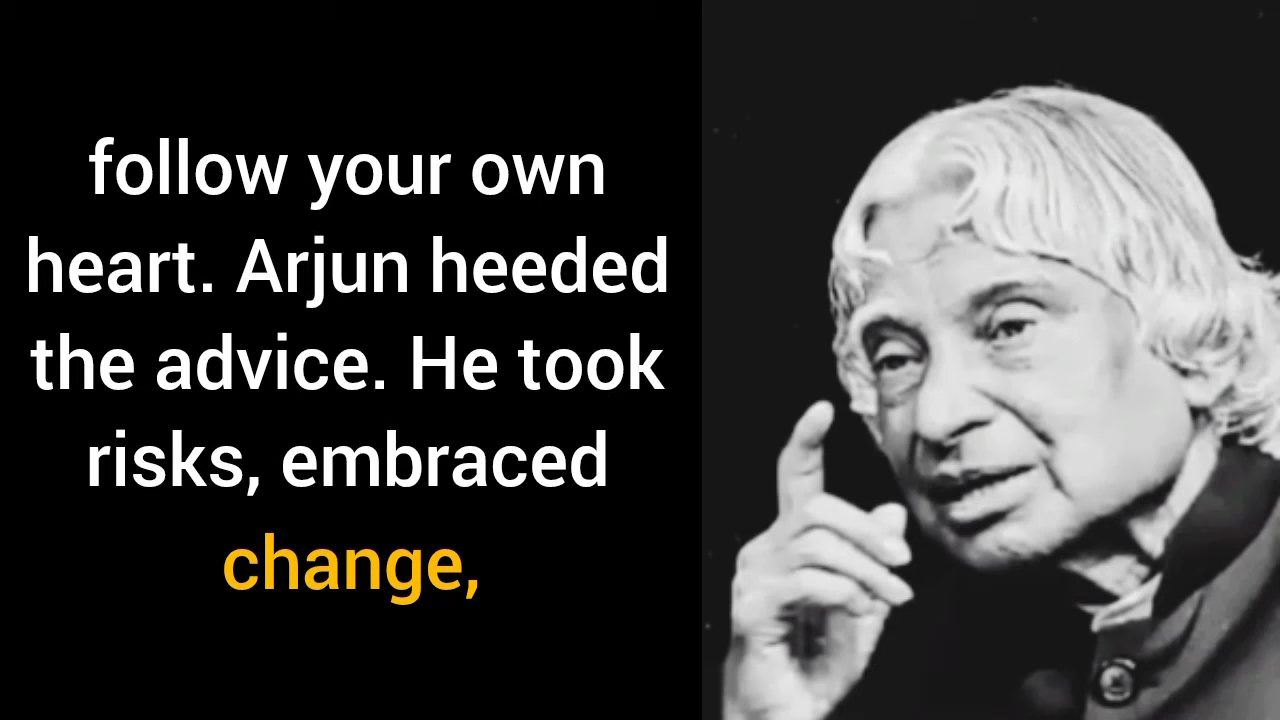 follow your own
heart. Arjun heeded
the advice. He took
risks, embraced
change,